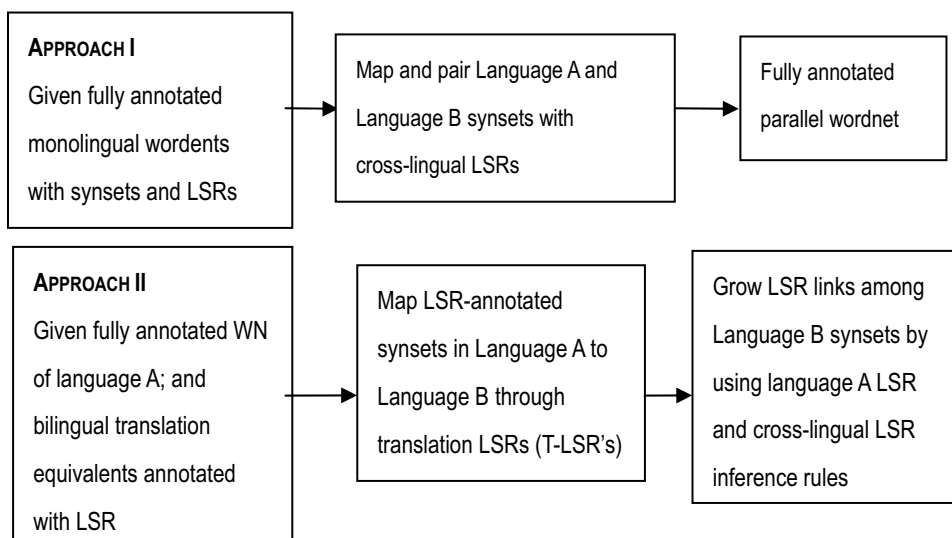 APPROACH I
Given fully annotated
monolingual wordents
with synsets and LSRs
Map and pair Language A and
Language B synsets with
cross-lingual LSRs
Fully annotated
parallel wordnet
APPROACH II
Given fully annotated WN
of language A; and
bilingual translation
equivalents annotated
with LSR
Map LSR-annotated
synsets in Language A to
Language B through
translation LSRs (T-LSR's)
Grow LSR links among
Language B synsets by
using language A LSR
and cross-lingual LSR
inference rules